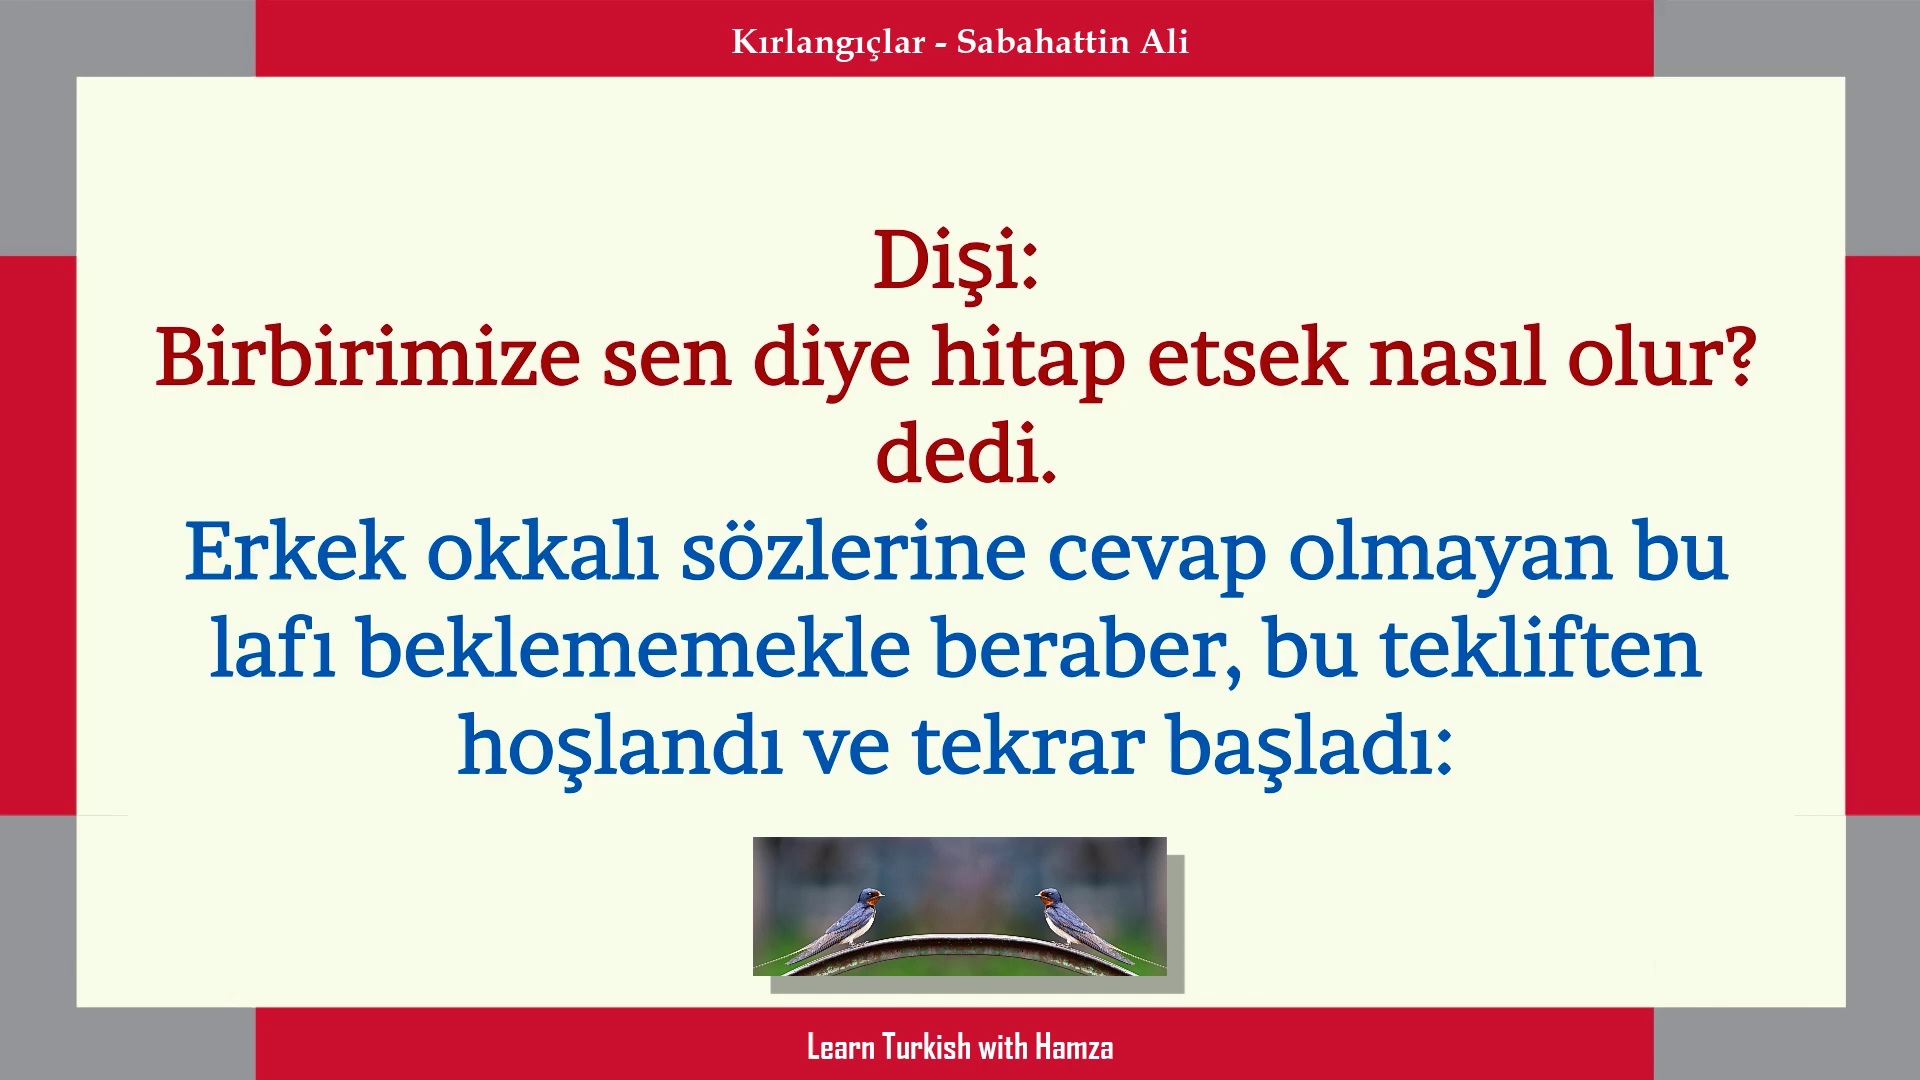 Kırlangıçlar - Sabahattin Ali
Dişi:
Birbirimize sen diye hitap etsek nasıl olur?
dedi.
Erkek okkalı sözlerine cevap olmayan bu
lafı beklememekle beraber, bu tekliften
hoşlandı ve tekrar başladı:
Learn Turkish with Hamza